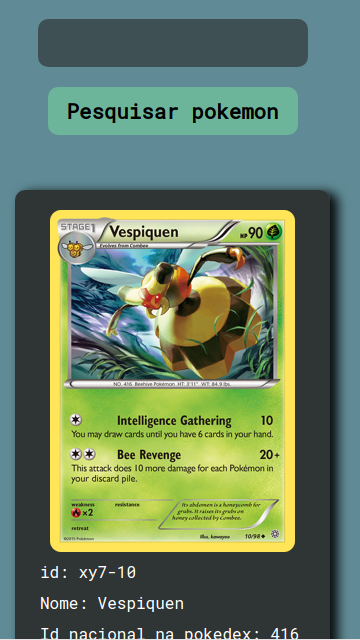 Pesquisar pokemon
STAGE1
Vespiquen
HP 90
Evolves from Combee
NO. 416 Beehive Pokémon HT: 3'11" WT: 84.9 lbs.
Intelligence Gathering 10
You may draw cards until you have 6 cards in your hand.
Bee Revenge 20+
This attack does 10 more damage for each Pokémon in
your discard pile.
weakness resistance
×2
retreat
Its abdomen is a honeycomb for
grubs. It raises its grubs on
honey collected by Combee.
Illus. kawayoo 10/98
©2015 Pokémon
id: xy7-10
Nome: Vespiquen
Id nacional na pokedex: 416